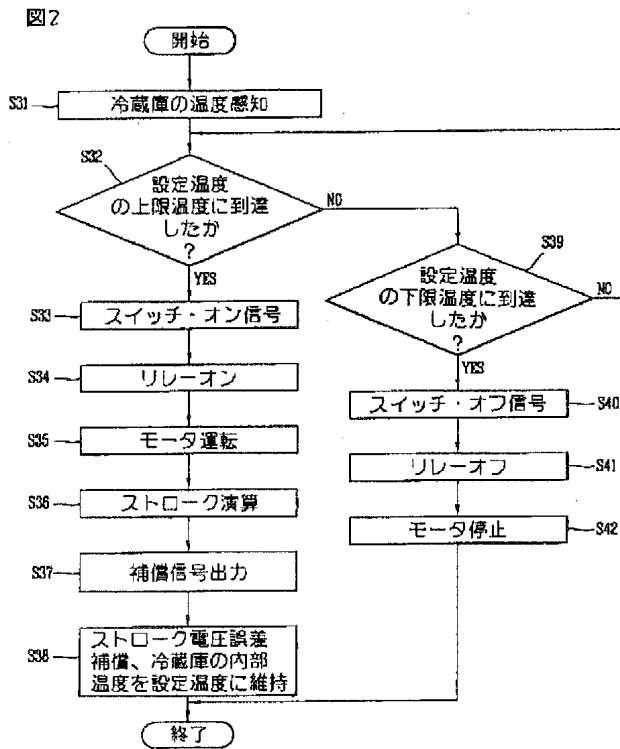 図2
開始
S31
冷蔵庫の温度感知
S32
設定温度
の上限温度に到達
したか
?
NO
YES
S33
スイッチ・オン信号
S34
リレーオン
S35
モータ運転
S36
ストローク演算
S37
補償信号出力
S38
ストローク電圧誤差
補償、冷蔵庫の内部
温度を設定温度に維持
S39
設定温度
の下限温度に到達
したか
?
NO
YES
スイッチ・オフ信号
S40
リレーオフ
S41
モータ停止
S42
終了